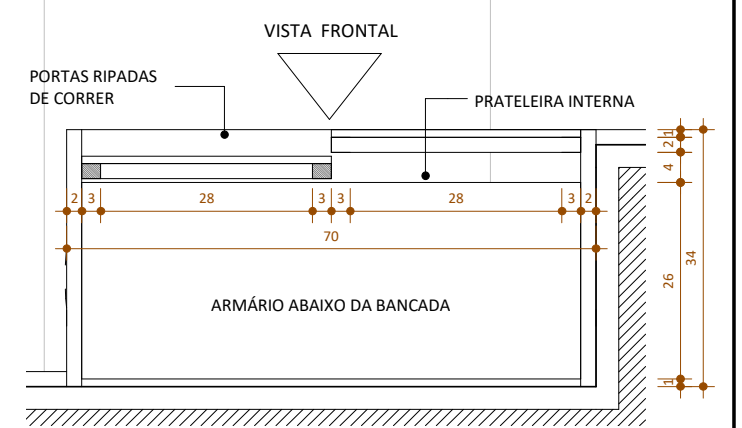 VISTA FRONTAL
PORTAS RIPADAS
DE CORRER
PRATELEIRA INTERNA
1
2
4
2 3 28 3 3 28 3 2
70
26
34
ARMÁRIO ABAIXO DA BANCADA
1